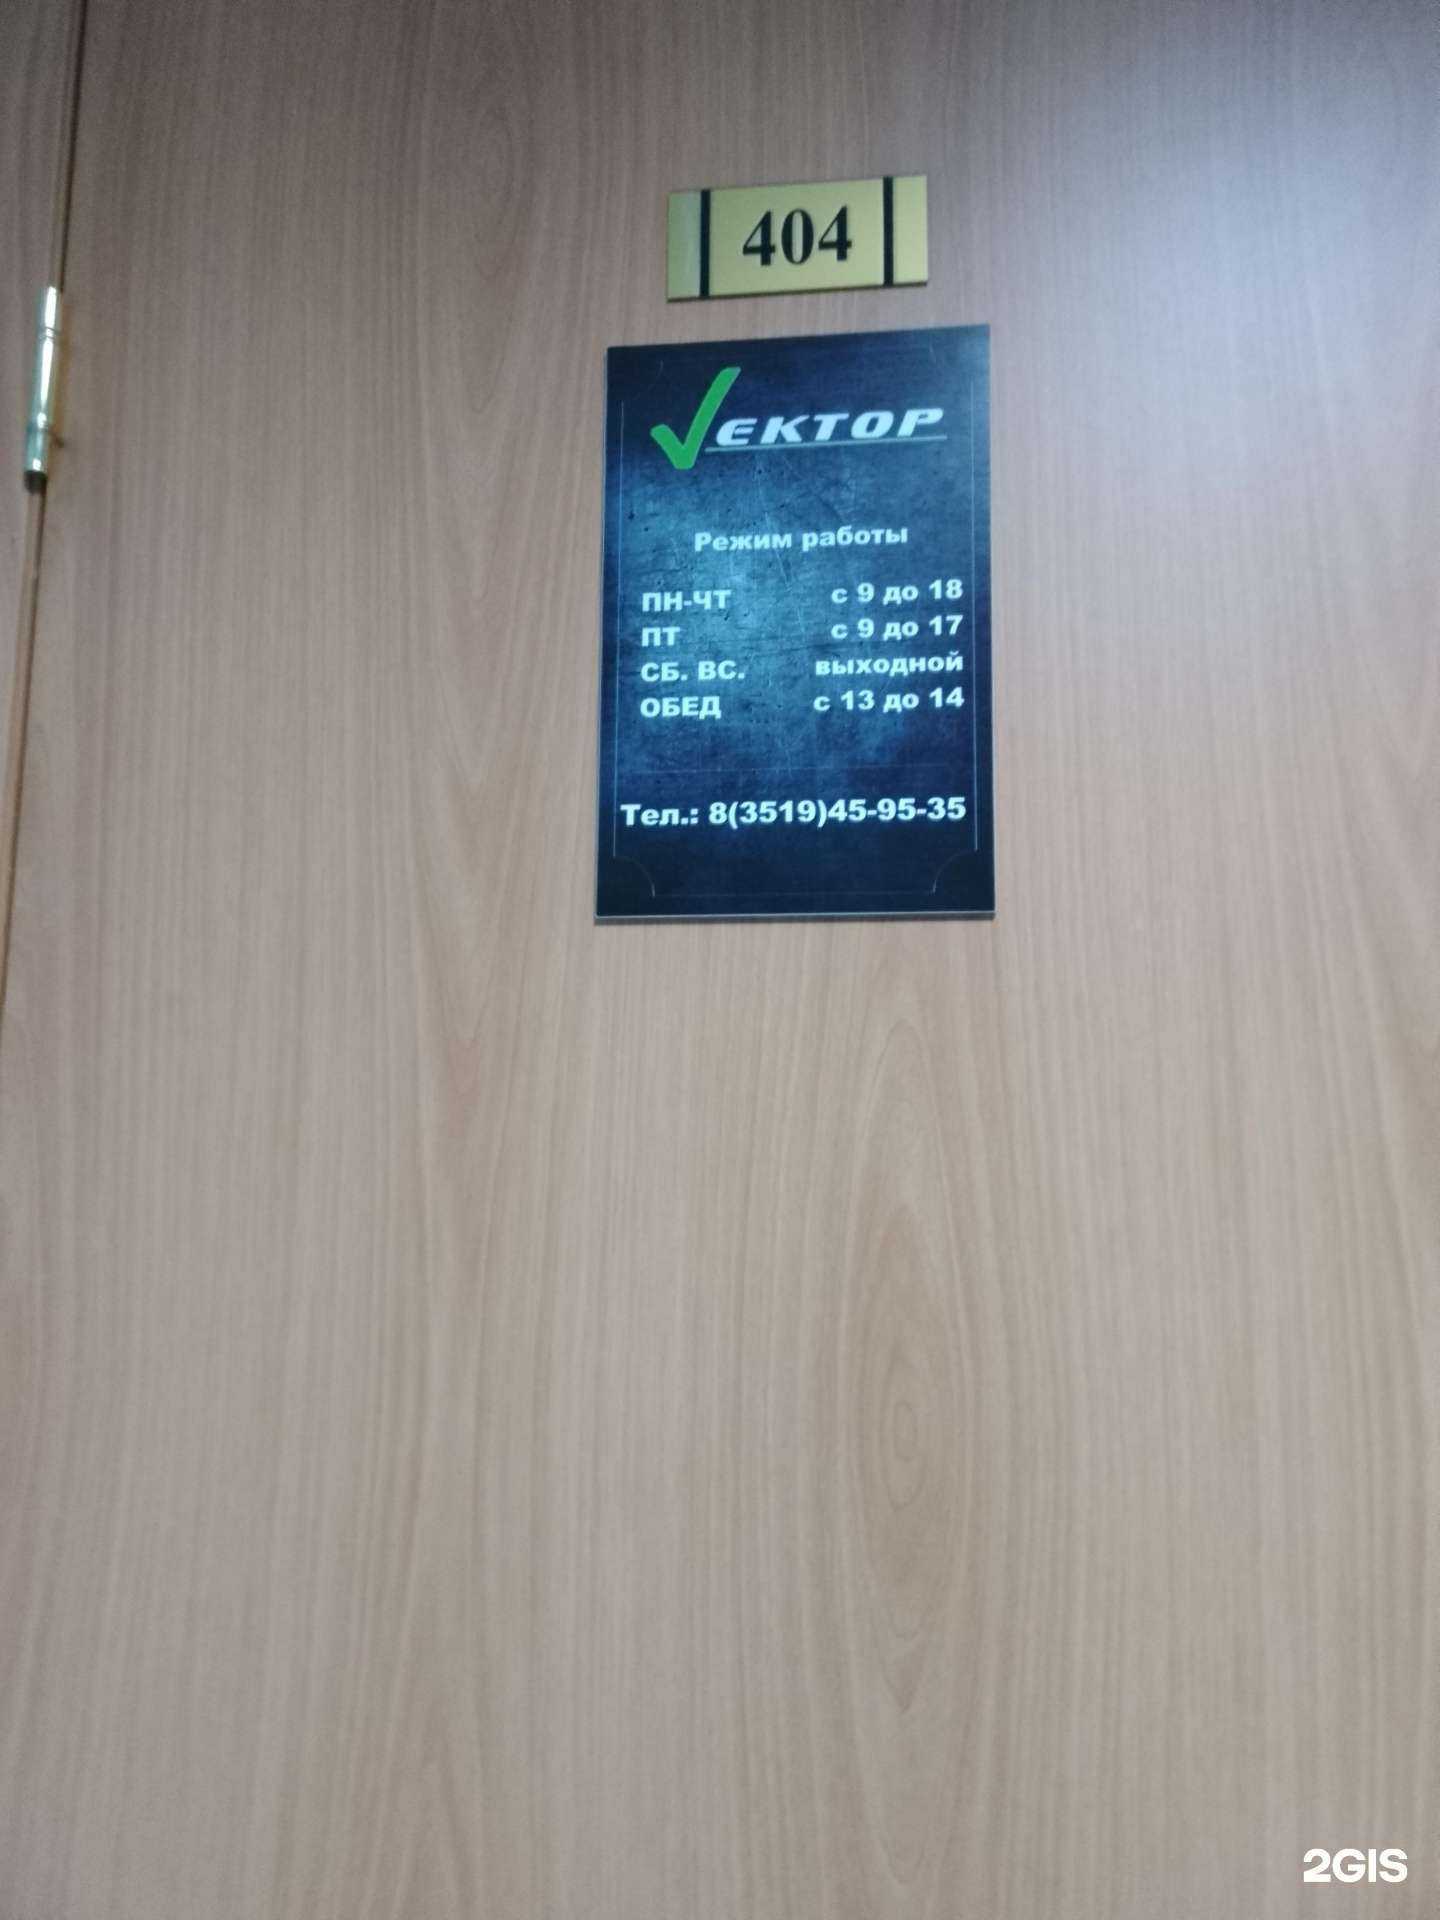 404
VЕКТОР
Режим работы
ПН-ЧТ с 9 до 18
ПТ с 9 до 17
СБ. ВС. выходной
ОБЕД с 13 до 14
Тел.: 8(3519)45-95-35
2GIS